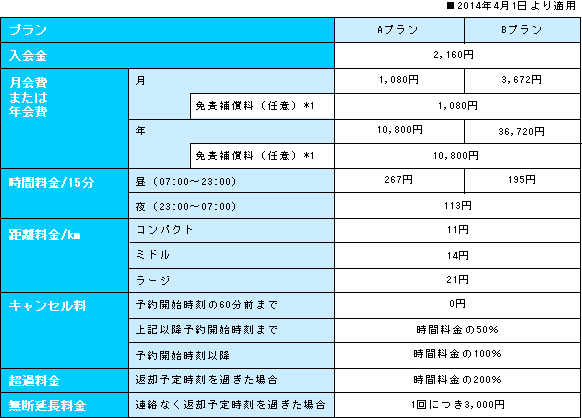 ■2014年4月1日より適用
プラン Aプラン Bプラン
入会金 2,160円
月会費
または
年会費
月 1,080円 3,672円
免責補償料（任意）*1 1,080円
年 10,800円 36,720円
免責補償料（任意）*1 10,800円
時間料金/15分 昼（07:00～23:00） 267円 195円
夜（23:00～07:00） 113円
距離料金/km コンパクト 11円
ミドル 14円
ラージ 21円
キャンセル料 予約開始時刻の60分前まで 0円
上記以降予約開始時刻まで 時間料金の50%
予約開始時刻以降 時間料金の100%
超過料金 返却予定時刻を過ぎた場合 時間料金の200%
無断延長料金 連絡なく返却予定時刻を過ぎた場合 1回につき3,000円